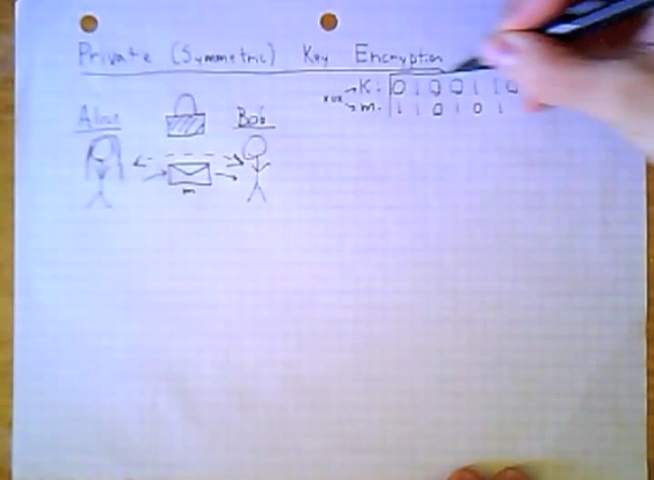 Private (Symmetric) Key Encryption
K: 0 1 0 0 1 1 0
xor
m: 1 1 0 1 0 1
Alice
Bob
m